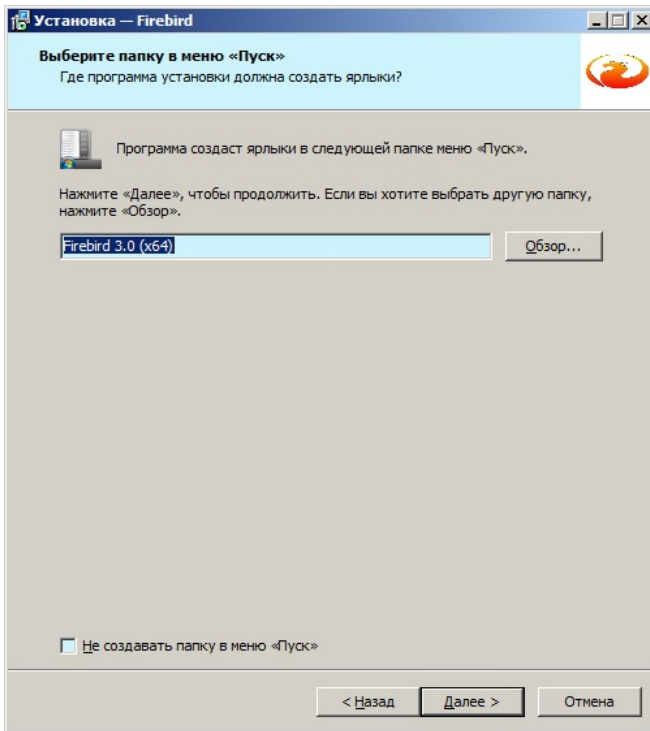 Установка — Firebird
Выберите папку в меню «Пуск»
Где программа установки должна создать ярлыки?
Программа создаст ярлыки в следующей папке меню «Пуск».
Нажмите «Далее», чтобы продолжить. Если вы хотите выбрать другую папку,
нажмите «Обзор».
Firebird 3.0 (x64)
Обзор...
Не создавать папку в меню «Пуск»
< Назад
Далее >
Отмена